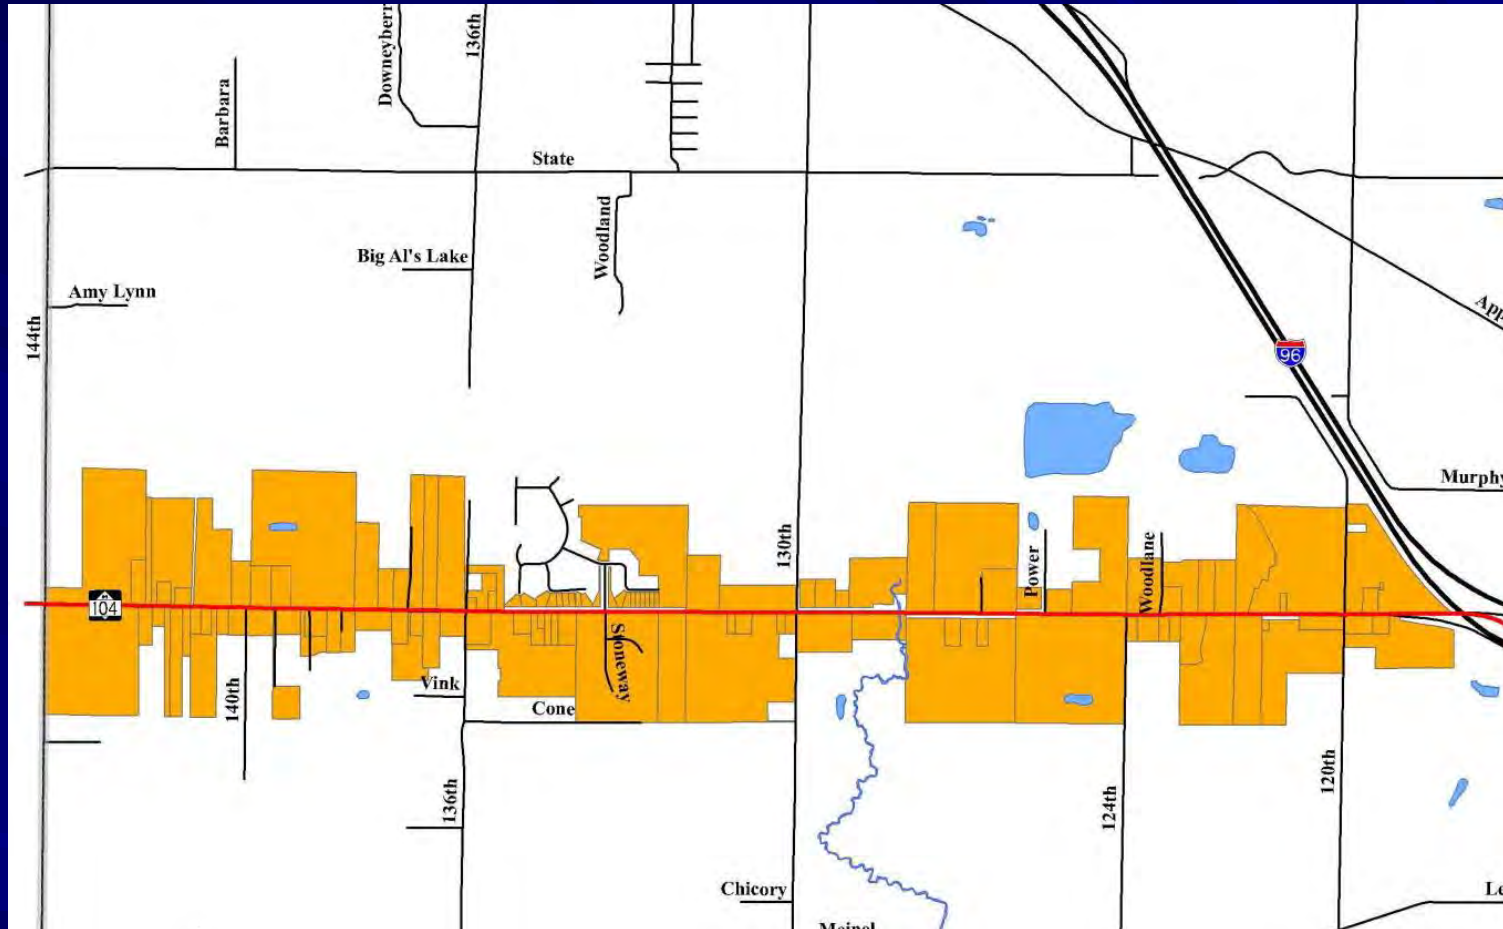 Downeyberr
136th
Barbara
State
Woodland
Big Al's Lake
Amy Lynn
144th
App
96
Murphy
130th
Power
Woodlane
104
Stoneway
Vink
140th
Cone
120th
136th
124th
Chicory
Le